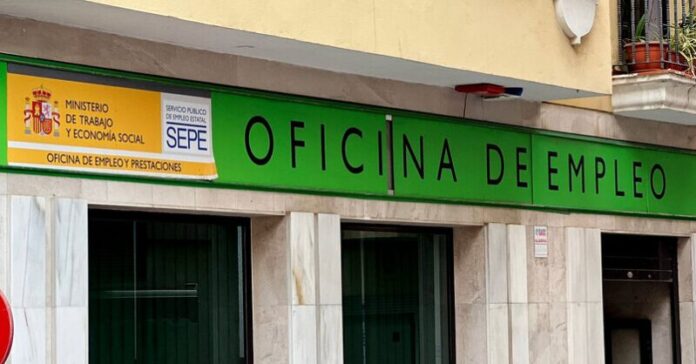 MINISTERIO
DE TRABAJO
Y ECONOMÍA SOCIAL
SERVICIO PÚBLICO
DE EMPLEO ESTATAL
SEPE
OFICINA DE EMPLEO Y PRESTACIONES
OFICINA DE EMPLEO